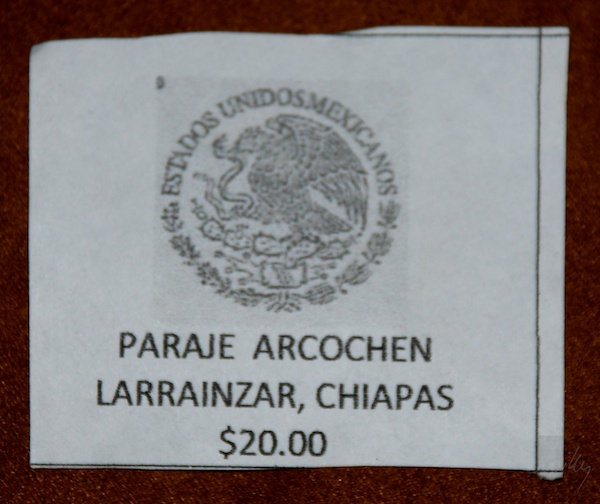 ESTADOS UNIDOS MEXICANOS
PARAJE ARCOCHEN
LARRAINZAR, CHIAPAS
$20.00